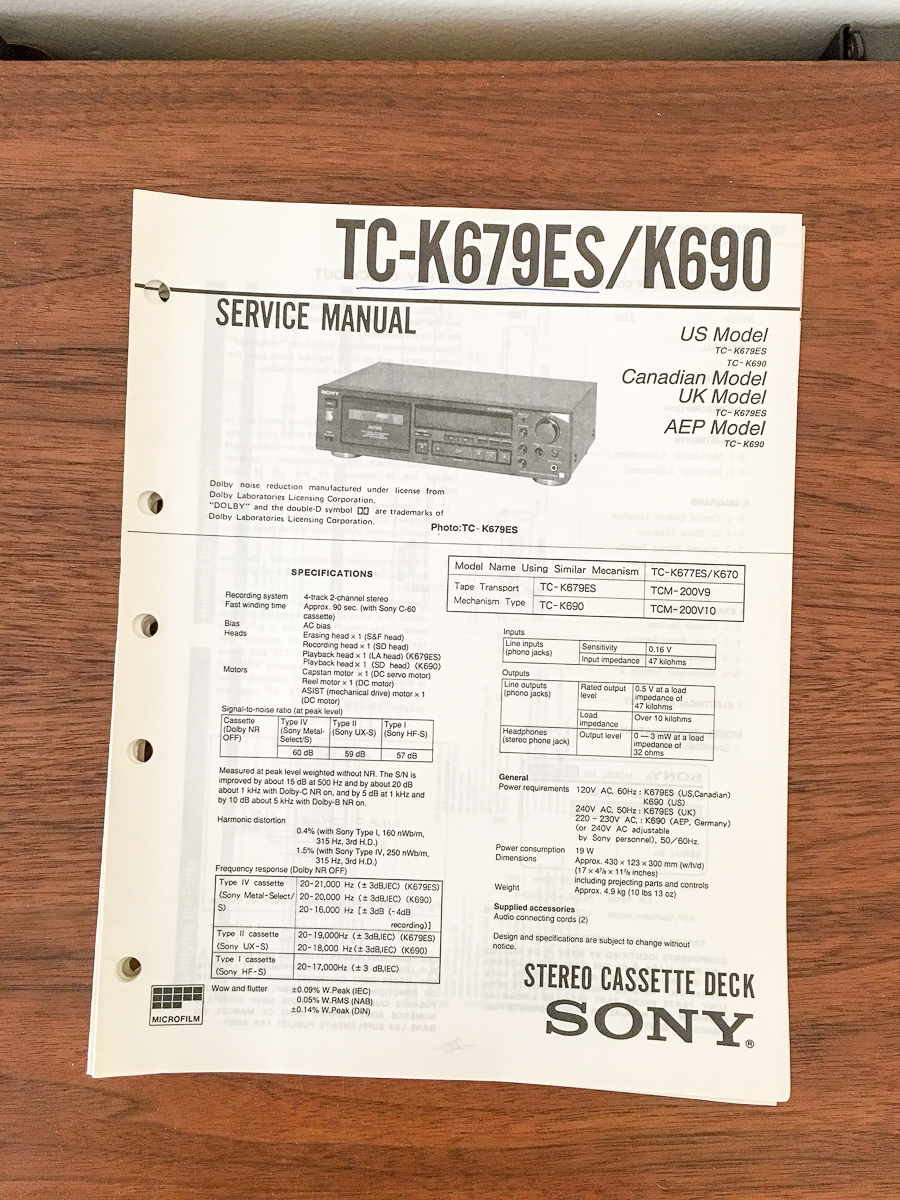 TC-K679ES/K690
SERVICE MANUAL
US Model
TC-K679ES
TC-K690
Canadian Model
UK Model
TC-K679ES
AEP Model
TC-K690
SONY
Dolby noise reduction manufactured under license from
Dolby Laboratories Licensing Corporation.
"DOLBY" and the double-D symbol are trademarks of
Dolby Laboratories Licensing Corporation.
Photo:TC-K679ES
SPECIFICATIONS
Recording system 4-track 2-channel stereo
Fast winding time Approx. 90 sec. (with Sony C-60
cassette)
Bias AC bias
Heads Erasing head × 1 (S&F head)
Recording head × 1 (SD head)
Playback head × 1 (LA head) (K679ES)
Playback head × 1 (SD head) (K690)
Motors Capstan motor × 1 (DC servo motor)
Reel motor × 1 (DC motor)
ASIST (mechanical drive) motor × 1
(DC motor)
Signal-to-noise ratio (at peak level)
Cassette Type IV Type II Type I
(Dolby NR (Sony Metal- (Sony UX-S) (Sony HF-S)
OFF) Select/S)
60 dB 59 dB 57 dB
Measured at peak level weighted without NR. The S/N is
improved by about 15 dB at 500 Hz and by about 20 dB
about 1 kHz with Dolby-C NR on, and by 5 dB at 1 kHz and
by 10 dB about 5 kHz with Dolby-B NR on.
Harmonic distortion
0.4% (with Sony Type I, 160 nWb/m,
315 Hz, 3rd H.D.)
1.5% (with Sony Type IV, 250 nWb/m,
315 Hz, 3rd H.D.)
Frequency response (Dolby NR OFF)
Type IV cassette 20-21,000 Hz (±3dB,IEC) (K679ES)
(Sony Metal-Select/ 20-20,000 Hz (±3dB,IEC) (K690)
S) 20-16,000 Hz [±3dB (-4dB
recording)]
Type II cassette 20-19,000Hz (±3dB,IEC) (K679ES)
(Sony UX-S) 20-18,000 Hz (±3dB,IEC) (K690)
Type I cassette
(Sony HF-S) 20-17,000Hz (±3 dB,IEC)
Wow and flutter ±0.09% W.Peak (IEC)
0.05% W.RMS (NAB)
±0.14% W.Peak (DIN)
MICROFILM
Model Name Using Similar Mecanism TC-K677ES/K670
Tape Transport TC-K679ES TCM-200V9
Mechanism Type TC-K690 TCM-200V10
Inputs
Line inputs Sensitivity 0.16 V
(phono jacks) Input impedance 47 kilohms
Outputs
Line outputs Rated output 0.5 V at a load
(phono jacks) level impedance of
47 kilohms
Load Over 10 kilohms
impedance
Headphones Output level 0 — 3 mW at a load
(stereo phone jack) impedance of
32 ohms
General
Power requirements 120V AC, 60Hz : K679ES (US,Canadian)
K690 (US)
240V AC, 50Hz : K679ES (UK)
220 - 230V AC, : K690 (AEP, Germany)
(or 240V AC adjustable
by Sony personnel), 50/60Hz.
Power consumption 19 W
Dimensions Approx. 430 × 123 × 300 mm (w/h/d)
(17 × 4⅞ × 11⅞ inches)
including projecting parts and controls
Weight Approx. 4.9 kg (10 lbs 13 oz)
Supplied accessories
Audio connecting cords (2)
Design and specifications are subject to change without
notice.
STEREO CASSETTE DECK
SONY®